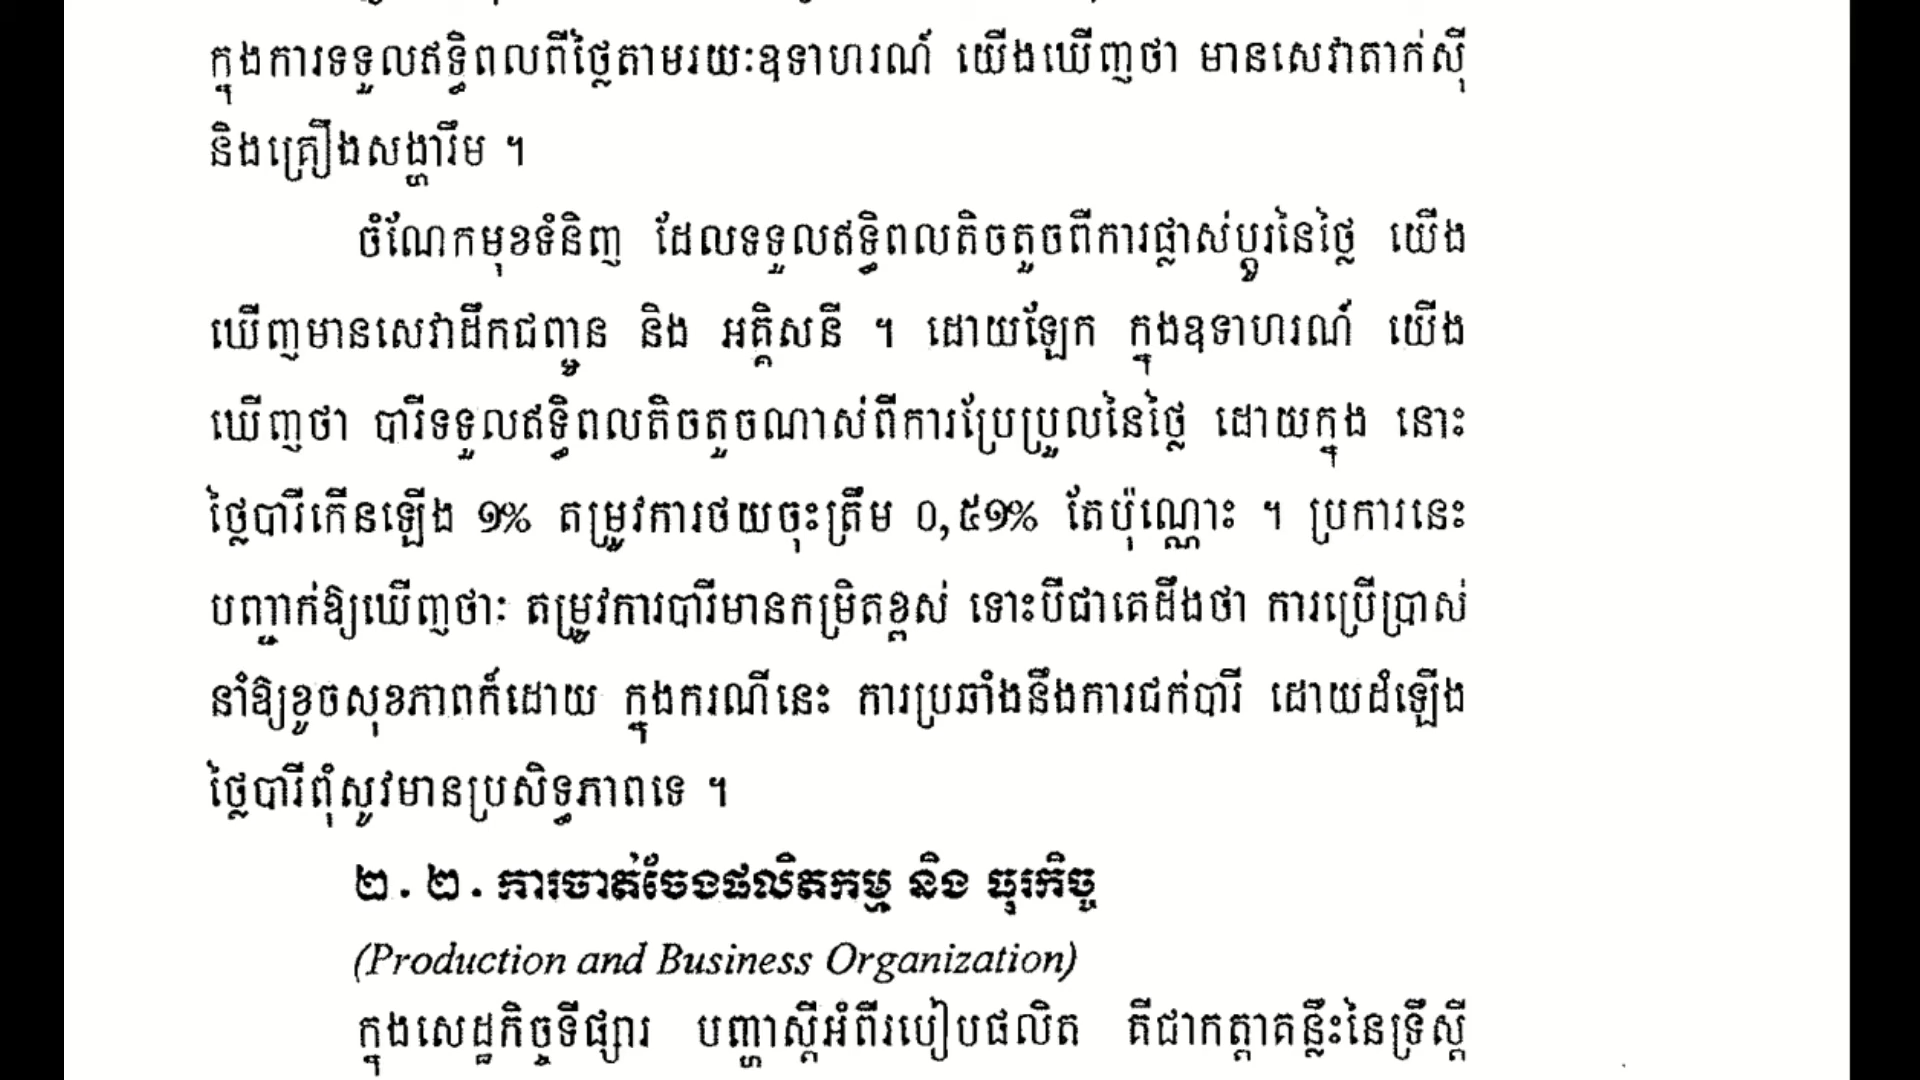 ក្នុងការទទួលឥទ្ធិពលពីថ្លៃតាមរយៈឧទាហរណ៍ យើងឃើញថា មានសេវាតាក់ស៊ី
និងគ្រឿងសង្ហារឹម ។
ចំណែកមុខទំនិញ ដែលទទួលឥទ្ធិពលតិចតួចពីការផ្លាស់ប្ដូរនៃថ្លៃ យើង
ឃើញមានសេវាដឹកជញ្ជូន និង អគ្គិសនី ។ ដោយឡែក ក្នុងឧទាហរណ៍ យើង
ឃើញថា បារីទទួលឥទ្ធិពលតិចតួចណាស់ពីការប្រែប្រួលនៃថ្លៃ ដោយក្នុង នោះ
ថ្លៃបារីកើនឡើង ១% តម្រូវការថយចុះត្រឹម ០,៥១% តែប៉ុណ្ណោះ ។ ប្រការនេះ
បញ្ជាក់ឱ្យឃើញថាៈ តម្រូវការបារីមានកម្រិតខ្ពស់ ទោះបីជាគេដឹងថា ការប្រើប្រាស់
នាំឱ្យខូចសុខភាពក៏ដោយ ក្នុងករណីនេះ ការប្រឆាំងនឹងការជក់បារី ដោយដំឡើង
ថ្លៃបារីពុំសូវមានប្រសិទ្ធភាពទេ ។
២.២. ការចាត់ចែងផលិតកម្ម និង ធុរកិច្ច
(Production and Business Organization)
ក្នុងសេដ្ឋកិច្ចទីផ្សារ បញ្ហាស្ដីអំពីរបៀបផលិត គឺជាកត្តាគន្លឹះនៃទ្រឹស្ដី